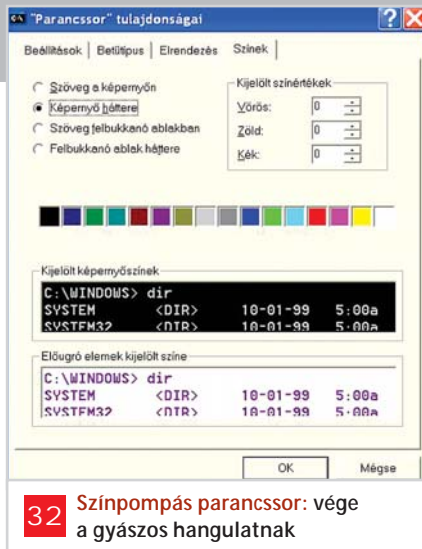 "Parancssor" tulajdonságai
Beállítások Betűtípus Elrendezés Színek
Szöveg a képernyőn
Képernyő háttere
Szöveg felbukkanó ablakban
Felbukkanó ablak háttere
Kijelölt színértékek
Vörös: 0
Zöld: 0
Kék: 0
Kijelölt képernyőszínek
C:\WINDOWS> dir
SYSTEM <DIR> 10-01-99 5:00a
SYSTEM32 <DIR> 10-01-99 5:00a
Előugró elemek kijelölt színe
C:\WINDOWS> dir
SYSTEM <DIR> 10-01-99 5:00a
SYSTEM32 <DIR> 10-01-99 5:00a
OK Mégse
32 Színpompás parancssor: vége
a gyászos hangulatnak